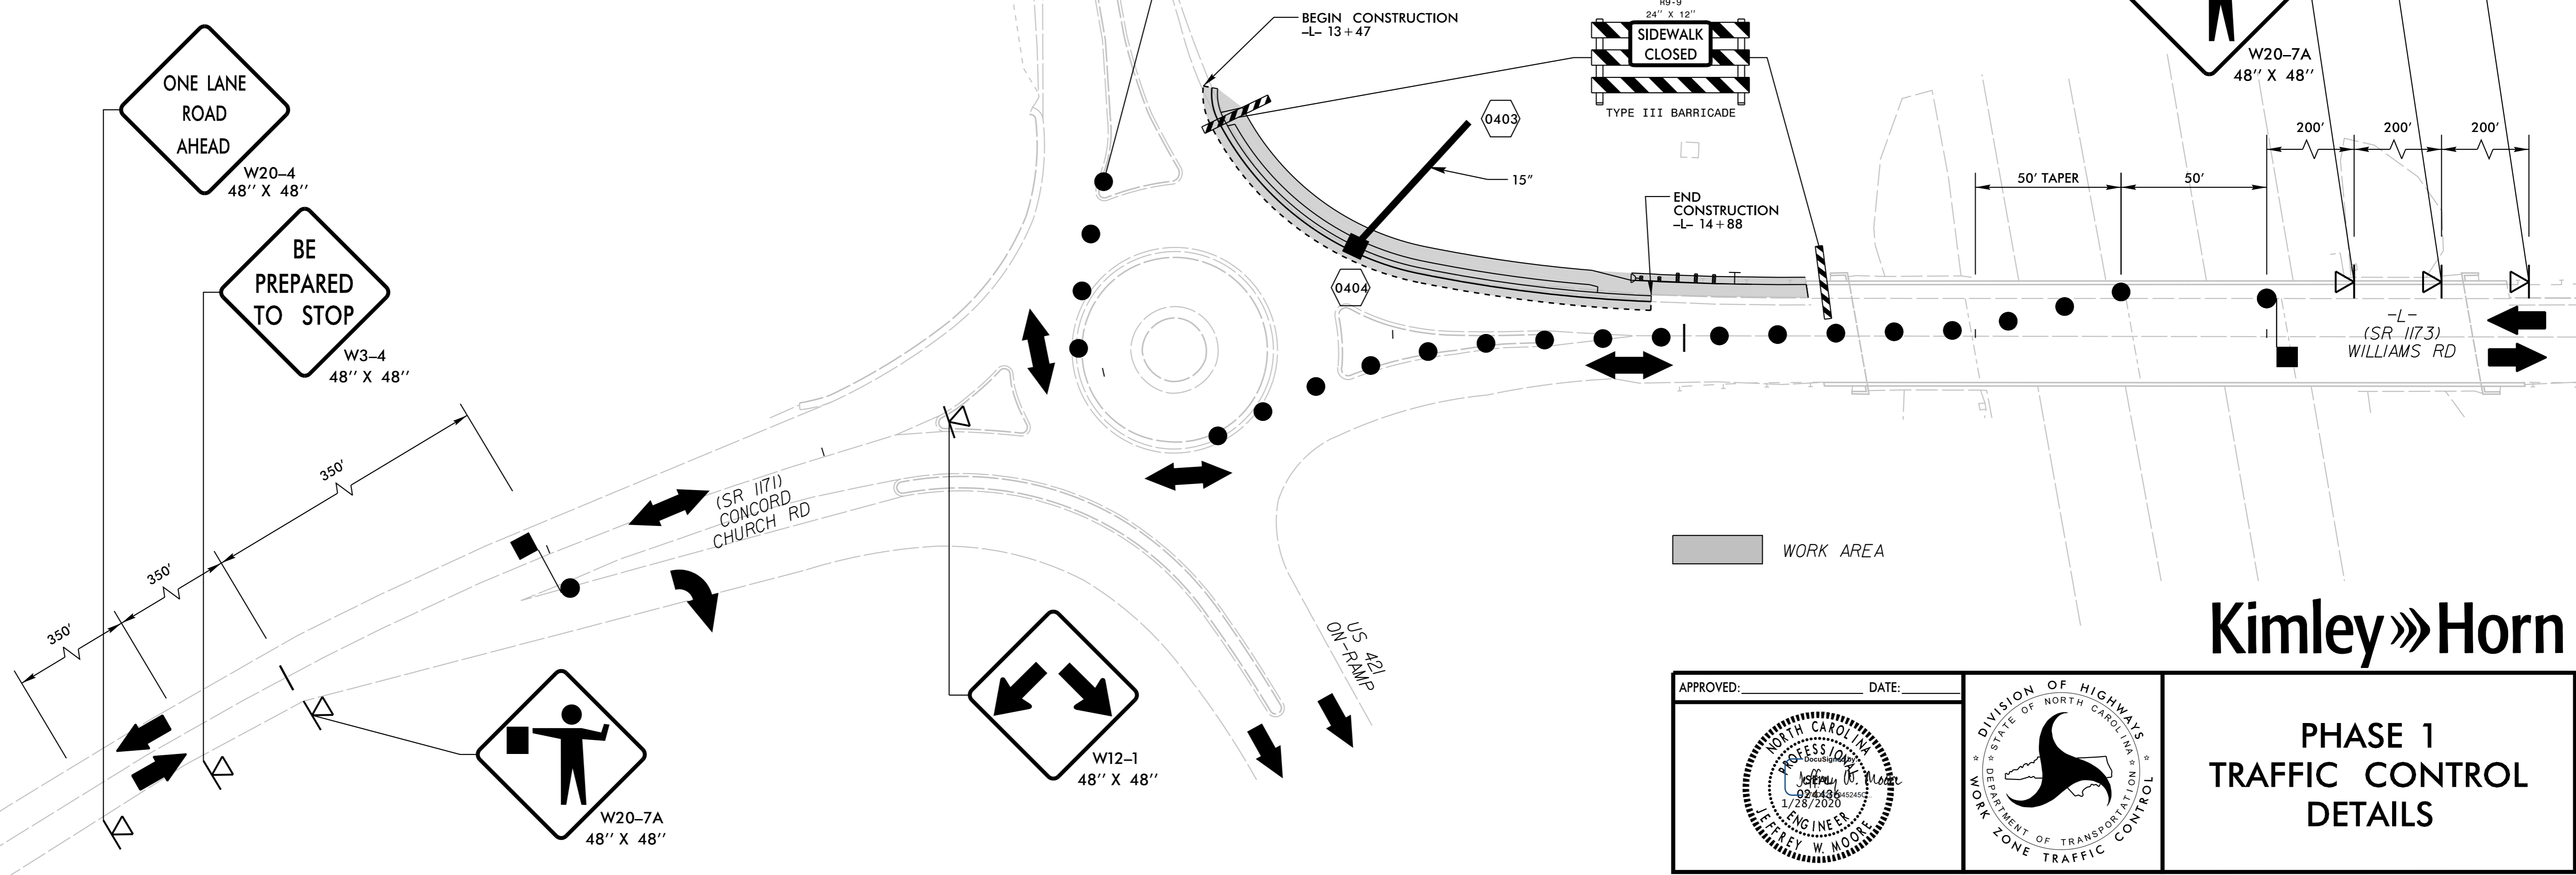 ONE LANE
ROAD
AHEAD
W20-4
48'' X 48''
BE
PREPARED
TO STOP
W3-4
48'' X 48''
BEGIN CONSTRUCTION
-L- 13+47
R9-9
24" X 12"
SIDEWALK
CLOSED
TYPE III BARRICADE
0403
15"
0404
END
CONSTRUCTION
-L- 14+88
W20-7A
48'' X 48''
200'
200'
200'
50' TAPER
50'
-L-
(SR 1173)
WILLIAMS RD
350'
350'
350'
(SR 1171)
CONCORD
CHURCH RD
W20-7A
48'' X 48''
W12-1
48'' X 48''
US 421
ON-RAMP
WORK AREA
Kimley»Horn
APPROVED: DATE:
NORTH CAROLINA
PROFESSIONAL
DocuSigned by:
SEAL
024436
1/28/2020
ENGINEER
JEFFREY W. MOORE
DIVISION OF HIGHWAYS
STATE OF NORTH CAROLINA
DEPARTMENT OF TRANSPORTATION
WORK ZONE TRAFFIC CONTROL
PHASE 1
TRAFFIC CONTROL
DETAILS